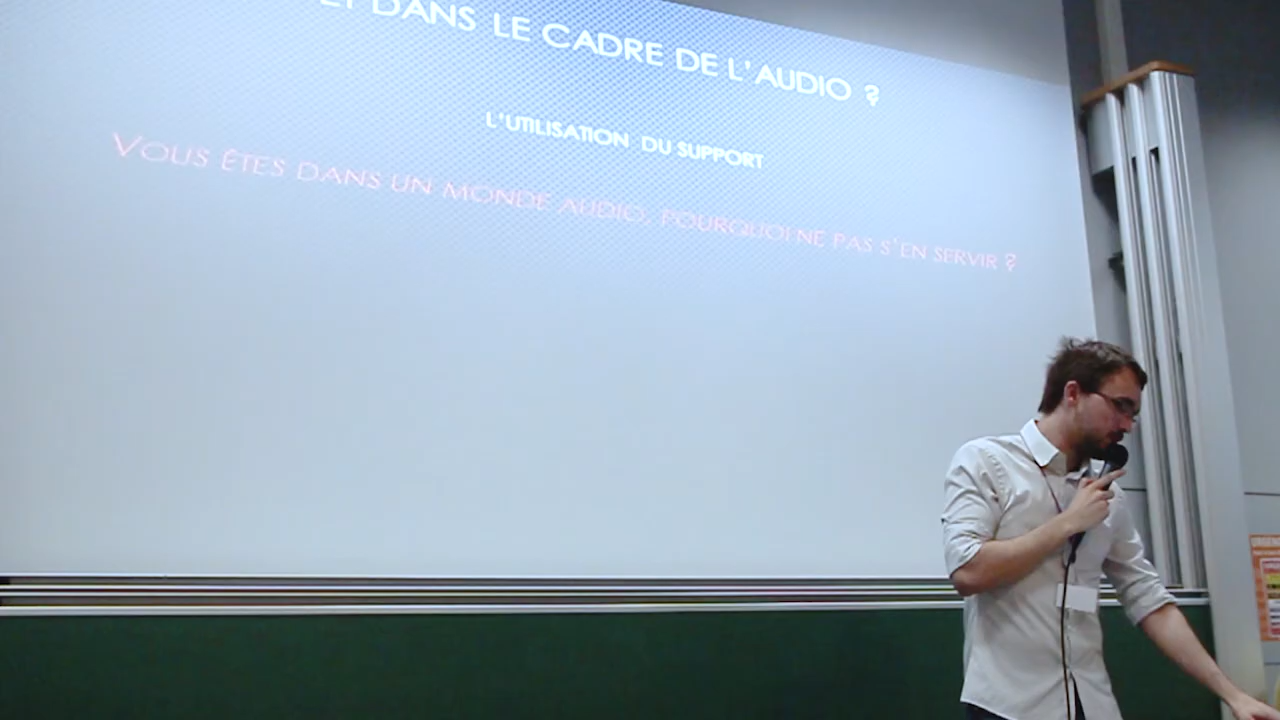 ET DANS LE CADRE DE L'AUDIO ?
L'UTILISATION DU SUPPORT
VOUS ÊTES DANS UN MONDE AUDIO, POURQUOI NE PAS S'EN SERVIR ?